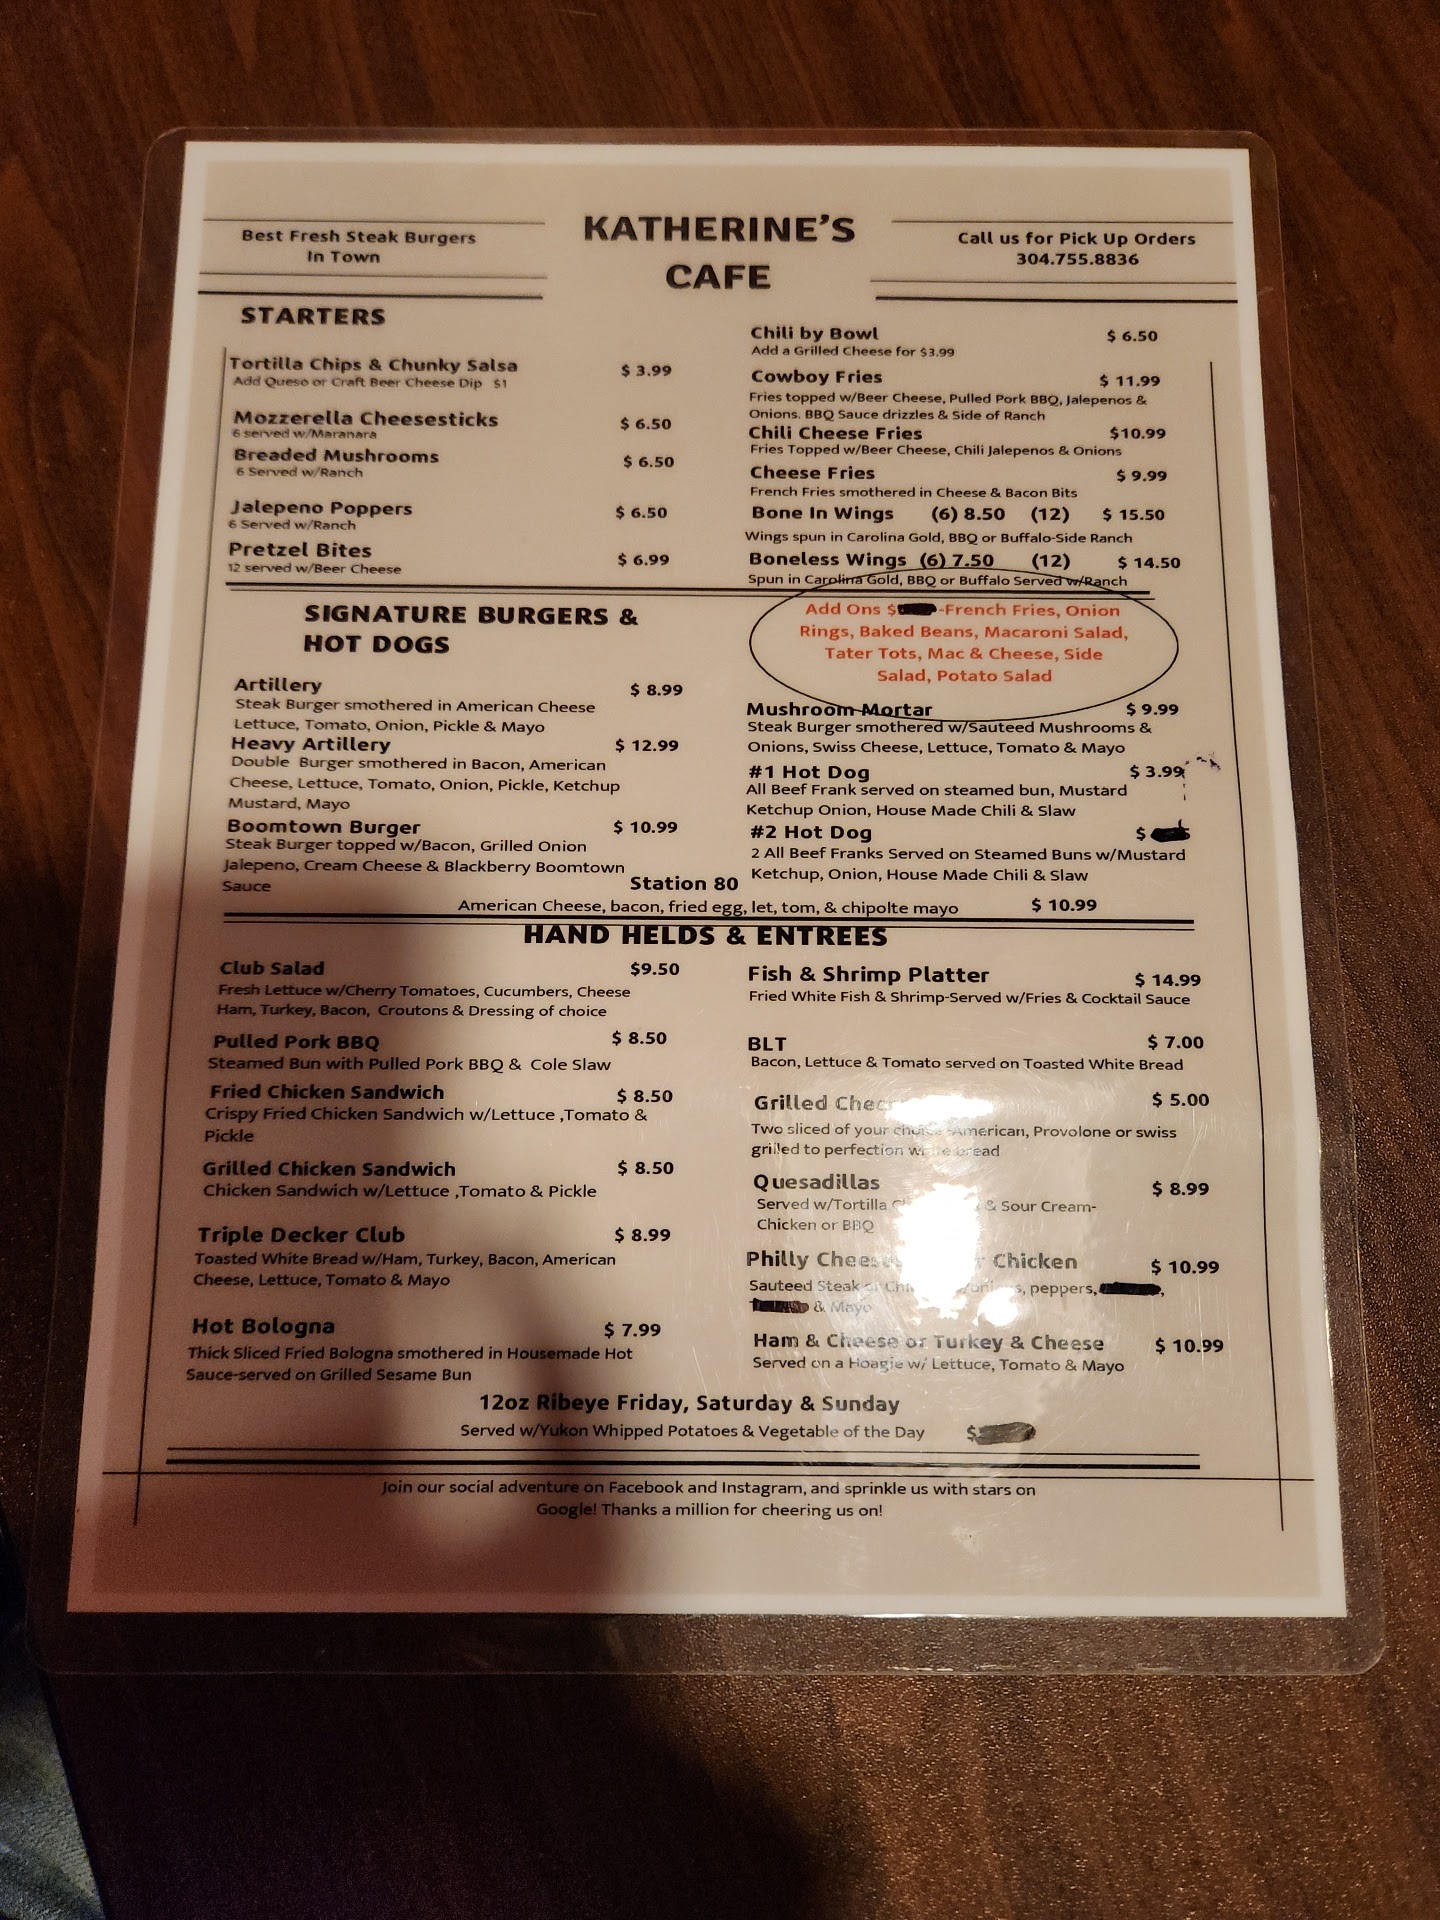 Best Fresh Steak Burgers
In Town
KATHERINE'S
CAFE
Call us for Pick Up Orders
304.755.8836
STARTERS
Tortilla Chips & Chunky Salsa $ 3.99
Add Queso or Craft Beer Cheese Dip $1
Mozzerella Cheesesticks $ 6.50
6 served w/Maranara
Breaded Mushrooms $ 6.50
6 Served w/Ranch
Jalepeno Poppers $ 6.50
6 Served w/Ranch
Pretzel Bites $ 6.99
12 served w/Beer Cheese
Chili by Bowl $ 6.50
Add a Grilled Cheese for $3.99
Cowboy Fries $ 11.99
Fries topped w/Beer Cheese, Pulled Pork BBQ, Jalepenos &
Onions. BBQ Sauce drizzles & Side of Ranch
Chili Cheese Fries $10.99
Fries Topped w/Beer Cheese, Chili Jalepenos & Onions
Cheese Fries $ 9.99
French Fries smothered in Cheese & Bacon Bits
Bone In Wings (6) 8.50 (12) $ 15.50
Wings spun in Carolina Gold, BBQ or Buffalo-Side Ranch
Boneless Wings (6) 7.50 (12) $ 14.50
Spun in Carolina Gold, BBQ or Buffalo Served w/Ranch
SIGNATURE BURGERS &
HOT DOGS
Artillery $ 8.99
Steak Burger smothered in American Cheese
Lettuce, Tomato, Onion, Pickle & Mayo
Heavy Artillery $ 12.99
Double Burger smothered in Bacon, American
Cheese, Lettuce, Tomato, Onion, Pickle, Ketchup
Mustard, Mayo
Boomtown Burger $ 10.99
Steak Burger topped w/Bacon, Grilled Onion
Jalepeno, Cream Cheese & Blackberry Boomtown
Sauce
Add Ons $ -French Fries, Onion
Rings, Baked Beans, Macaroni Salad,
Tater Tots, Mac & Cheese, Side
Salad, Potato Salad
Mushroom Mortar $ 9.99
Steak Burger smothered w/Sauteed Mushrooms &
Onions, Swiss Cheese, Lettuce, Tomato & Mayo
#1 Hot Dog $ 3.99
All Beef Frank served on steamed bun, Mustard
Ketchup Onion, House Made Chili & Slaw
#2 Hot Dog $
2 All Beef Franks Served on Steamed Buns w/Mustard
Ketchup, Onion, House Made Chili & Slaw
Station 80
American Cheese, bacon, fried egg, let, tom, & chipolte mayo $ 10.99
HAND HELDS & ENTREES
Club Salad $9.50
Fresh Lettuce w/Cherry Tomatoes, Cucumbers, Cheese
Ham, Turkey, Bacon, Croutons & Dressing of choice
Pulled Pork BBQ $ 8.50
Steamed Bun with Pulled Pork BBQ & Cole Slaw
Fried Chicken Sandwich $ 8.50
Crispy Fried Chicken Sandwich w/Lettuce ,Tomato &
Pickle
Grilled Chicken Sandwich $ 8.50
Chicken Sandwich w/Lettuce ,Tomato & Pickle
Triple Decker Club $ 8.99
Toasted White Bread w/Ham, Turkey, Bacon, American
Cheese, Lettuce, Tomato & Mayo
Hot Bologna $ 7.99
Thick Sliced Fried Bologna smothered in Housemade Hot
Sauce-served on Grilled Sesame Bun
Fish & Shrimp Platter $ 14.99
Fried White Fish & Shrimp-Served w/Fries & Cocktail Sauce
BLT $ 7.00
Bacon, Lettuce & Tomato served on Toasted White Bread
Grilled $ 5.00
Two sliced of your choice-American, Provolone or swiss
grilled to perfection white bread
Quesadillas $ 8.99
Served w/Tortilla & Sour Cream-
Chicken or BBQ
Philly Chicken $ 10.99
Sauteed Steak or peppers, ,
& Mayo
Ham & Cheese or Turkey & Cheese $ 10.99
Served on a Hoagie w/ Lettuce, Tomato & Mayo
12oz Ribeye Friday, Saturday & Sunday
Served w/Yukon Whipped Potatoes & Vegetable of the Day $
Join our social adventure on Facebook and Instagram, and sprinkle us with stars on
Google! Thanks a million for cheering us on!